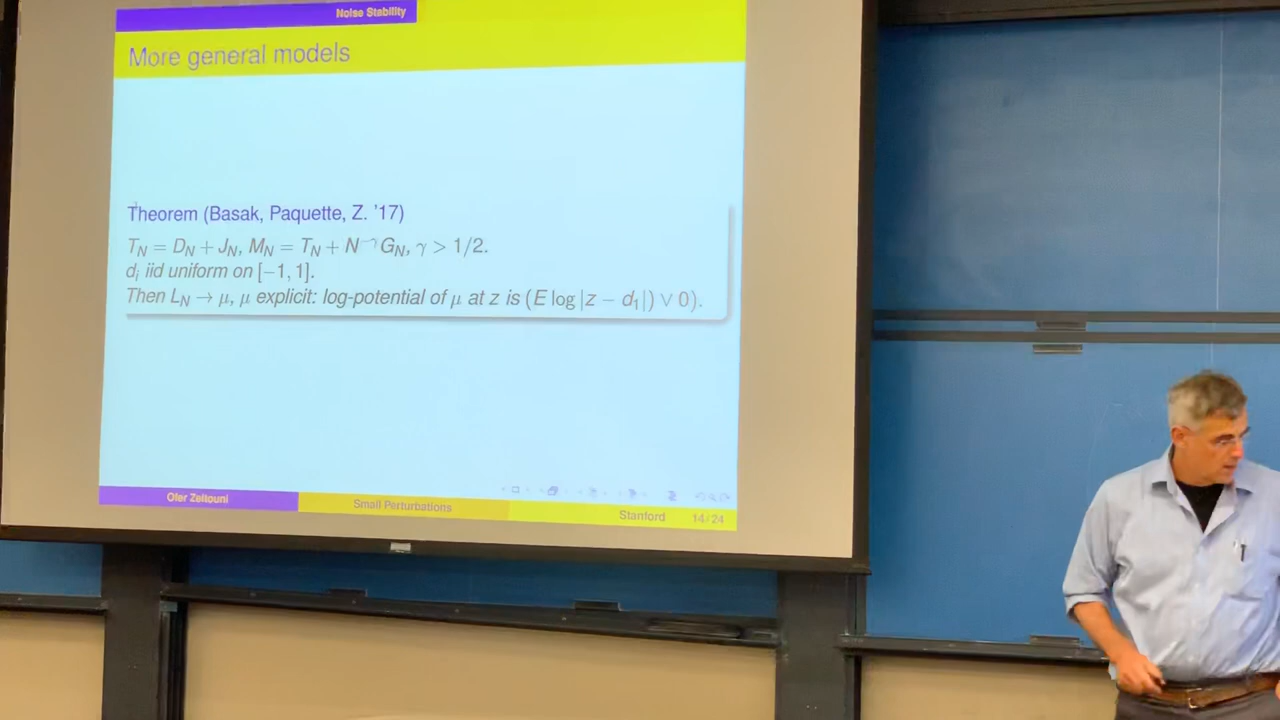 Noise Stability
More general models
Theorem (Basak, Paquette, Z. '17)
T_N = D_N + J_N, M_N = T_N + N^{-γ} G_N, γ > 1/2.
d_i iid uniform on [−1, 1].
Then L_N → μ, μ explicit: log-potential of μ at z is (E log |z − d_1|) ∨ 0).
Ofer Zeitouni
Small Perturbations
Stanford
14/24